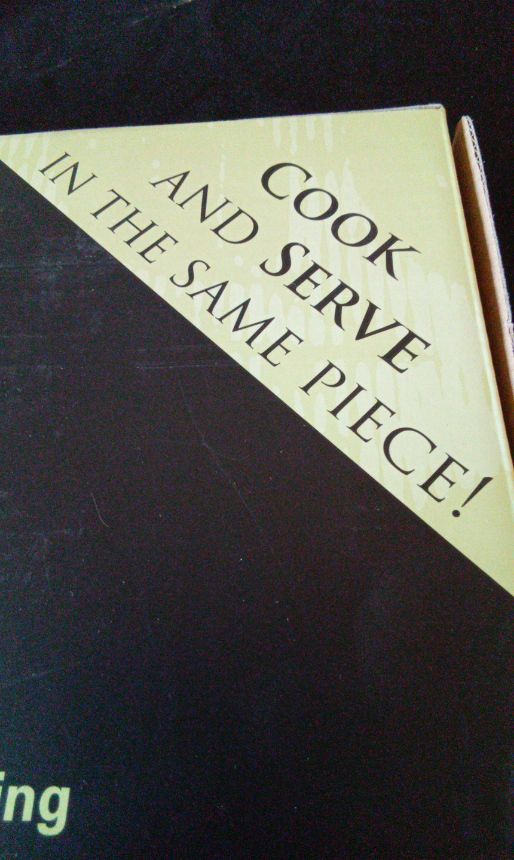 COOK
AND SERVE
IN THE SAME PIECE!
ing